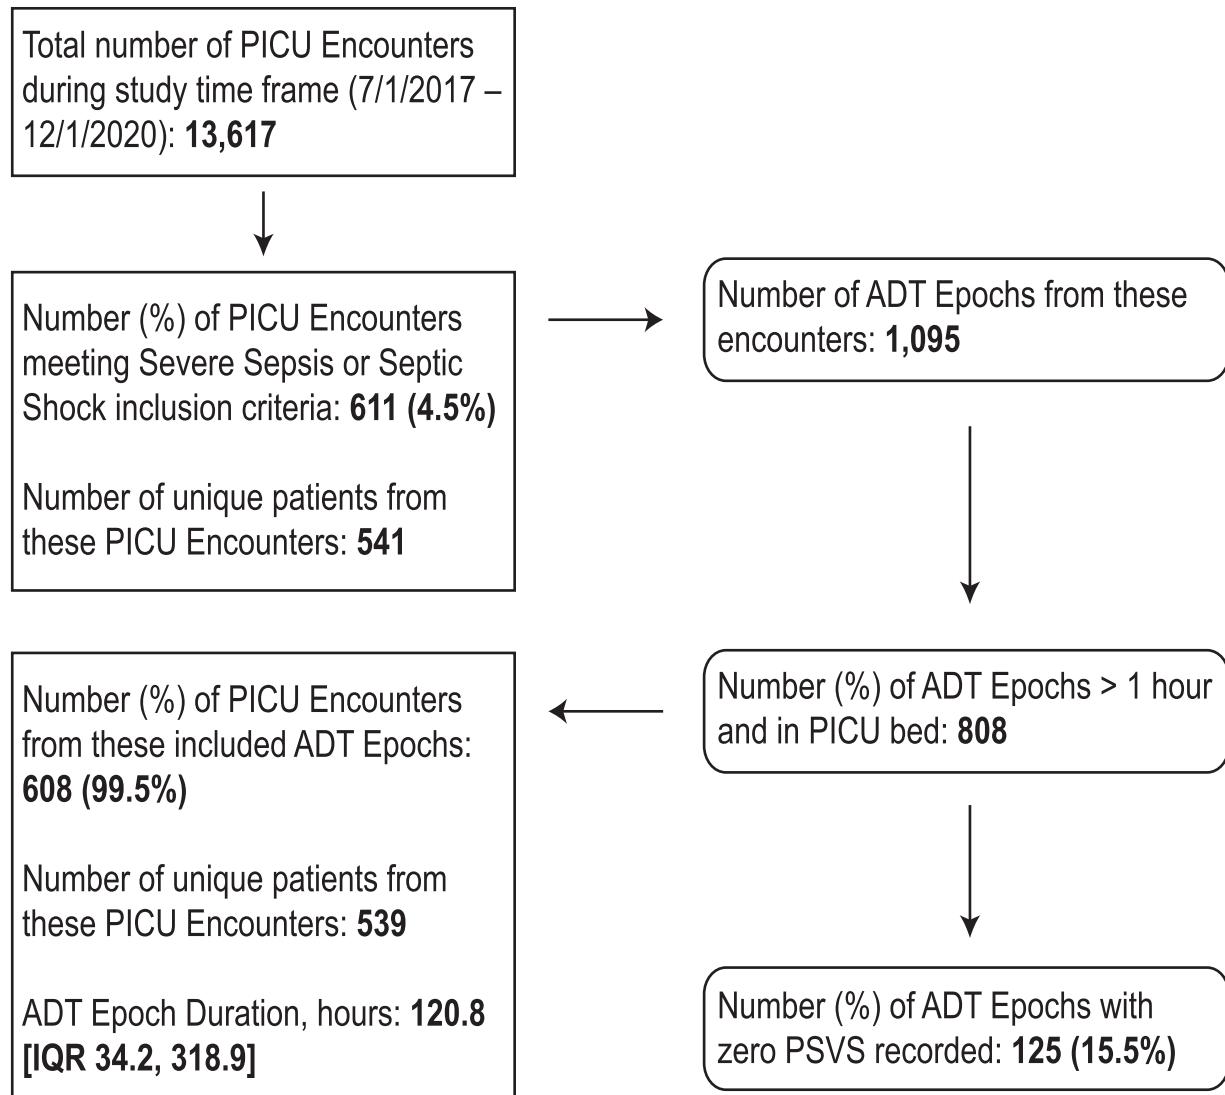 Total number of PICU Encounters
during study time frame (7/1/2017 –
12/1/2020): 13,617
Number (%) of PICU Encounters
meeting Severe Sepsis or Septic
Shock inclusion criteria: 611 (4.5%)
Number of unique patients from
these PICU Encounters: 541
Number of ADT Epochs from these
encounters: 1,095
Number (%) of ADT Epochs > 1 hour
and in PICU bed: 808
Number (%) of PICU Encounters
from these included ADT Epochs:
608 (99.5%)
Number of unique patients from
these PICU Encounters: 539
ADT Epoch Duration, hours: 120.8
[IQR 34.2, 318.9]
Number (%) of ADT Epochs with
zero PSVS recorded: 125 (15.5%)